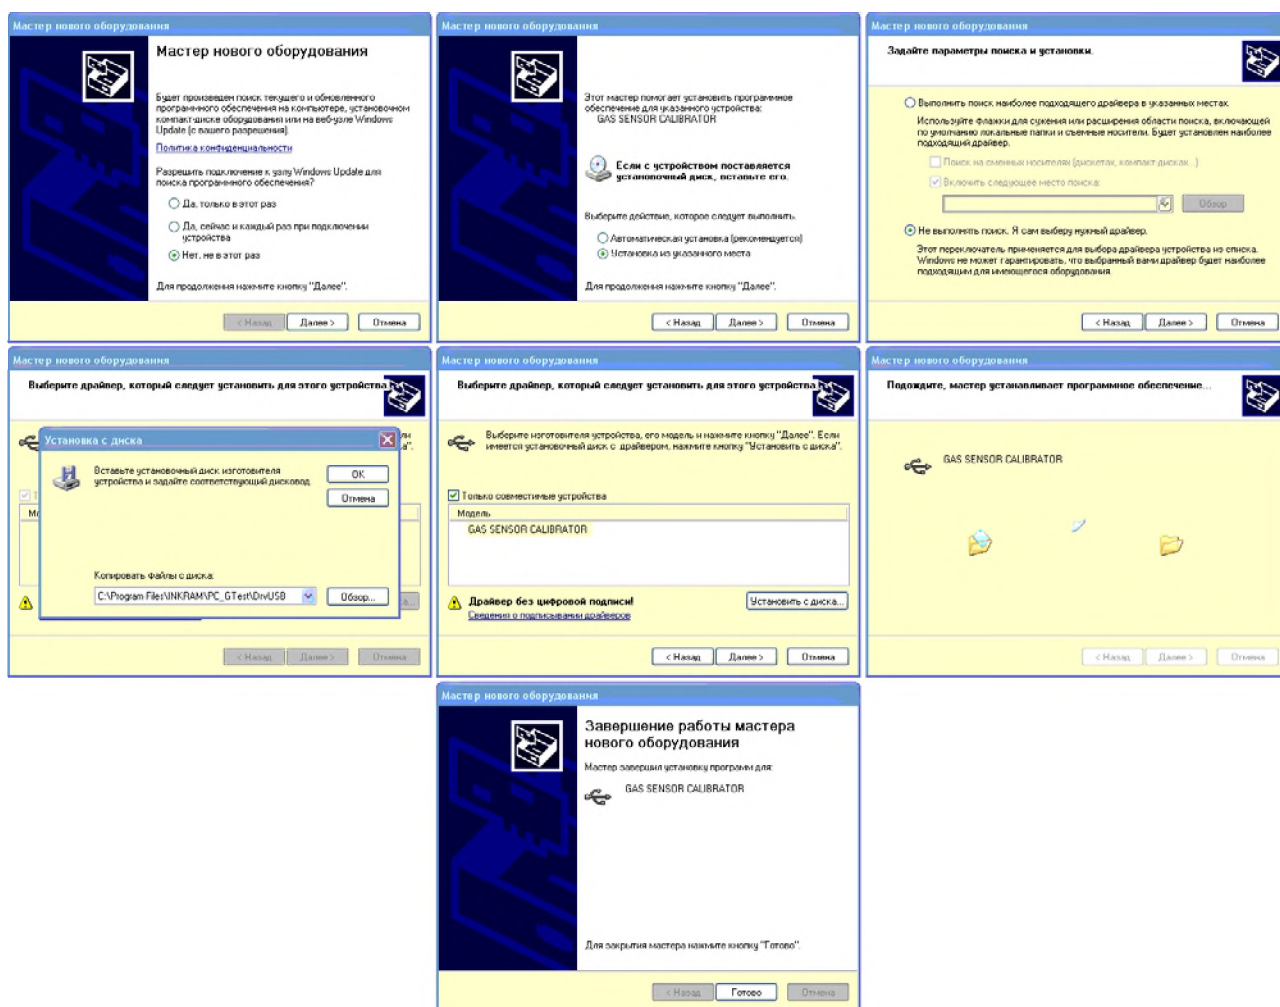 Мастер нового оборудования
Мастер нового оборудования
Будет произведен поиск текущего и обновленного
программного обеспечения на компьютере, установочном
компакт-диске оборудования или на веб-узле Windows
Update (с вашего разрешения).
Политика конфиденциальности
Разрешить подключение к узлу Windows Update для
поиска программного обеспечения?
Да, только в этот раз
Да, сейчас и каждый раз при подключении
устройства
Нет, не в этот раз
Для продолжения нажмите кнопку "Далее".
< Назад
Далее >
Отмена
Мастер нового оборудования
Этот мастер помогает установить программное
обеспечение для указанного устройства:
GAS SENSOR CALIBRATOR
Если с устройством поставляется
установочный диск, вставьте его.
Выберите действие, которое следует выполнить.
Автоматическая установка (рекомендуется)
Установка из указанного места
Для продолжения нажмите кнопку "Далее".
< Назад
Далее >
Отмена
Мастер нового оборудования
Задайте параметры поиска и установки.
Выполнить поиск наиболее подходящего драйвера в указанных местах.
Используйте флажки для сужения или расширения области поиска, включающей
по умолчанию локальные папки и съемные носители. Будет установлен наиболее
подходящий драйвер.
Поиск на сменных носителях (дискетах, компакт-дисках...)
Включить следующее место поиска:
Обзор
Не выполнять поиск. Я сам выберу нужный драйвер.
Этот переключатель применяется для выбора драйвера устройства из списка.
Windows не может гарантировать, что выбранный вами драйвер будет наиболее
подходящим для имеющегося оборудования.
< Назад
Далее >
Отмена
Мастер нового оборудования
Выберите драйвер, который следует установить для этого устройства.
Установка с диска
Вставьте установочный диск изготовителя
устройства и задайте соответствующий дисковод.
OK
Отмена
Копировать файлы с диска:
C:\Program Files\INKRAM\PC_GTest\DrvUSB
Обзор...
< Назад
Далее >
Отмена
Мастер нового оборудования
Выберите драйвер, который следует установить для этого устройства.
Выберите изготовителя устройства, его модель и нажмите кнопку "Далее". Если
имеется установочный диск с драйвером, нажмите кнопку "Установить с диска".
Только совместимые устройства
Модель
GAS SENSOR CALIBRATOR
Драйвер без цифровой подписи!
Сведения о подписывании драйверов
Установить с диска...
< Назад
Далее >
Отмена
Мастер нового оборудования
Подождите, мастер устанавливает программное обеспечение...
GAS SENSOR CALIBRATOR
< Назад
Далее >
Отмена
Мастер нового оборудования
Завершение работы мастера
нового оборудования
Мастер завершил установку программ для:
GAS SENSOR CALIBRATOR
Для закрытия мастера нажмите кнопку "Готово".
< Назад
Готово
Отмена